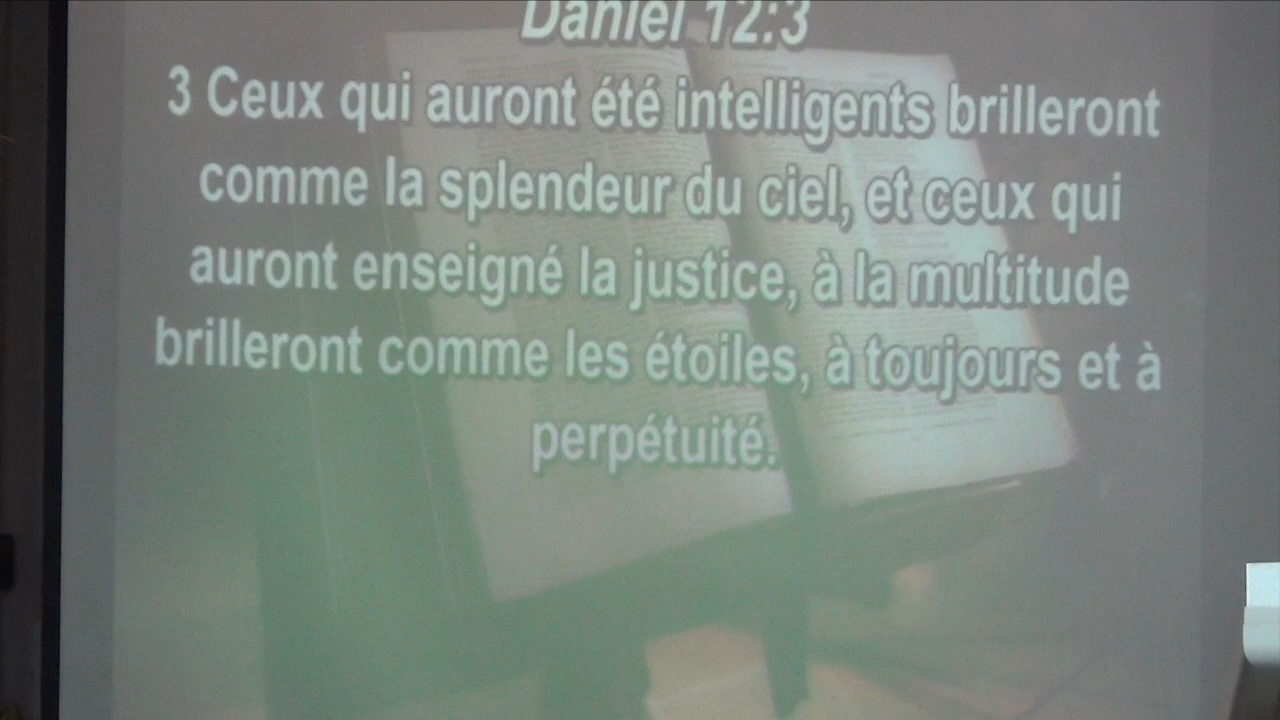 Daniel 12:3
3 Ceux qui auront été intelligents brilleront
comme la splendeur du ciel, et ceux qui
auront enseigné la justice, à la multitude
brilleront comme les étoiles, à toujours et à
perpétuité.